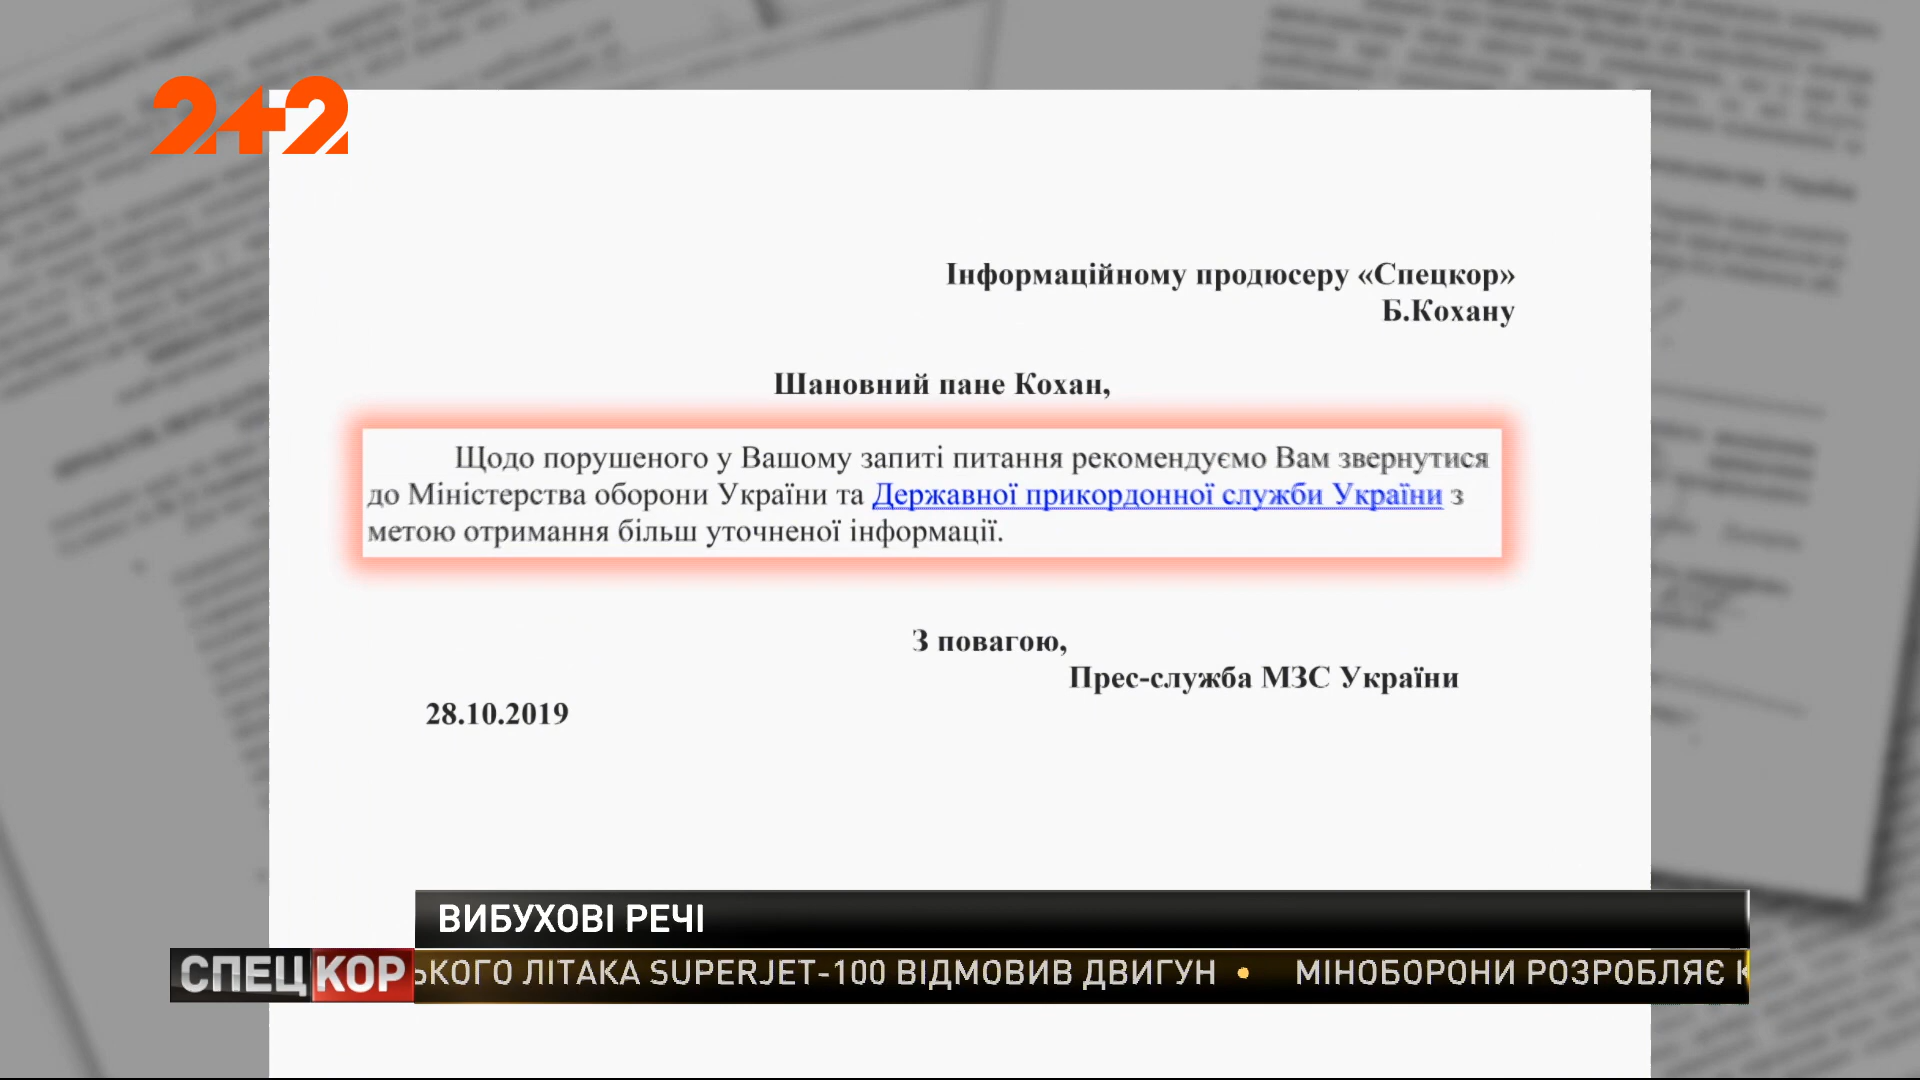 2+2
Інформаційному продюсеру «Спецкор»
Б.Кохану
Шановний пане Кохан,
Щодо порушеного у Вашому запиті питання рекомендуємо Вам звернутися
до Міністерства оборони України та Державної прикордонної служби України з
метою отримання більш уточненої інформації.
З повагою,
Прес-служба МЗС України
28.10.2019
ВИБУХОВІ РЕЧІ
СПЕЦКОР
ЬКОГО ЛІТАКА SUPERJET-100 ВІДМОВИВ ДВИГУН • МІНОБОРОНИ РОЗРОБЛЯЄ К